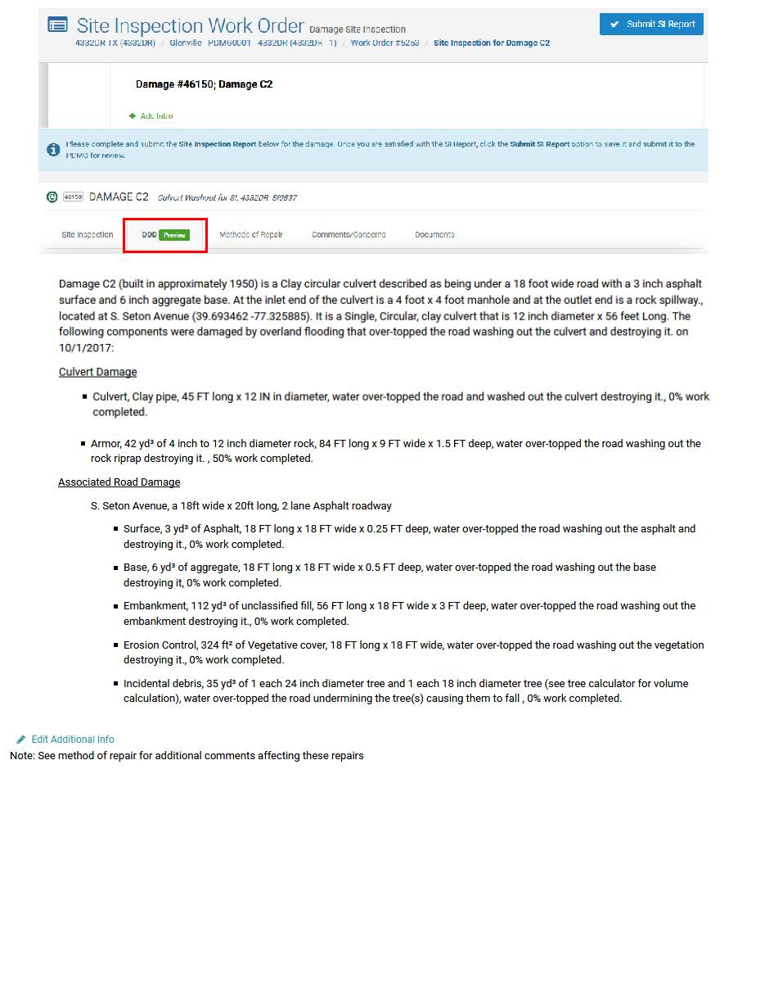 Site Inspection Work Order Damage Site Inspection
Submit SI Report
4332DR TX (4332DR) / Glenville PDMG0001 4332DR (4332DR 1) / Work Order #5253 / Site Inspection for Damage C2
Damage #46150; Damage C2
Add Intro
Please complete and submit the Site Inspection Report below for the damage. Once you are satisfied with the SI Report, click the Submit SI Report option to save it and submit it to the
PDMG for review.
46150 DAMAGE C2 Culvert Washout for SI, 4332DR, SI0837
Site Inspection DDD Preview Methods of Repair Comments/Concerns Documents
Damage C2 (built in approximately 1950) is a Clay circular culvert described as being under a 18 foot wide road with a 3 inch asphalt
surface and 6 inch aggregate base. At the inlet end of the culvert is a 4 foot x 4 foot manhole and at the outlet end is a rock spillway.,
located at S. Seton Avenue (39.693462 -77.325885). It is a Single, Circular, clay culvert that is 12 inch diameter x 56 feet Long. The
following components were damaged by overland flooding that over-topped the road washing out the culvert and destroying it. on
10/1/2017:
Culvert Damage
▪ Culvert, Clay pipe, 45 FT long x 12 IN in diameter, water over-topped the road and washed out the culvert destroying it., 0% work
completed.
▪ Armor, 42 yd³ of 4 inch to 12 inch diameter rock, 84 FT long x 9 FT wide x 1.5 FT deep, water over-topped the road washing out the
rock riprap destroying it. , 50% work completed.
Associated Road Damage
S. Seton Avenue, a 18ft wide x 20ft long, 2 lane Asphalt roadway
▪ Surface, 3 yd³ of Asphalt, 18 FT long x 18 FT wide x 0.25 FT deep, water over-topped the road washing out the asphalt and
destroying it., 0% work completed.
▪ Base, 6 yd³ of aggregate, 18 FT long x 18 FT wide x 0.5 FT deep, water over-topped the road washing out the base
destroying it, 0% work completed.
▪ Embankment, 112 yd³ of unclassified fill, 56 FT long x 18 FT wide x 3 FT deep, water over-topped the road washing out the
embankment destroying it., 0% work completed.
▪ Erosion Control, 324 ft² of Vegetative cover, 18 FT long x 18 FT wide, water over-topped the road washing out the vegetation
destroying it., 0% work completed.
▪ Incidental debris, 35 yd³ of 1 each 24 inch diameter tree and 1 each 18 inch diameter tree (see tree calculator for volume
calculation), water over-topped the road undermining the tree(s) causing them to fall , 0% work completed.
Edit Additional Info
Note: See method of repair for additional comments affecting these repairs